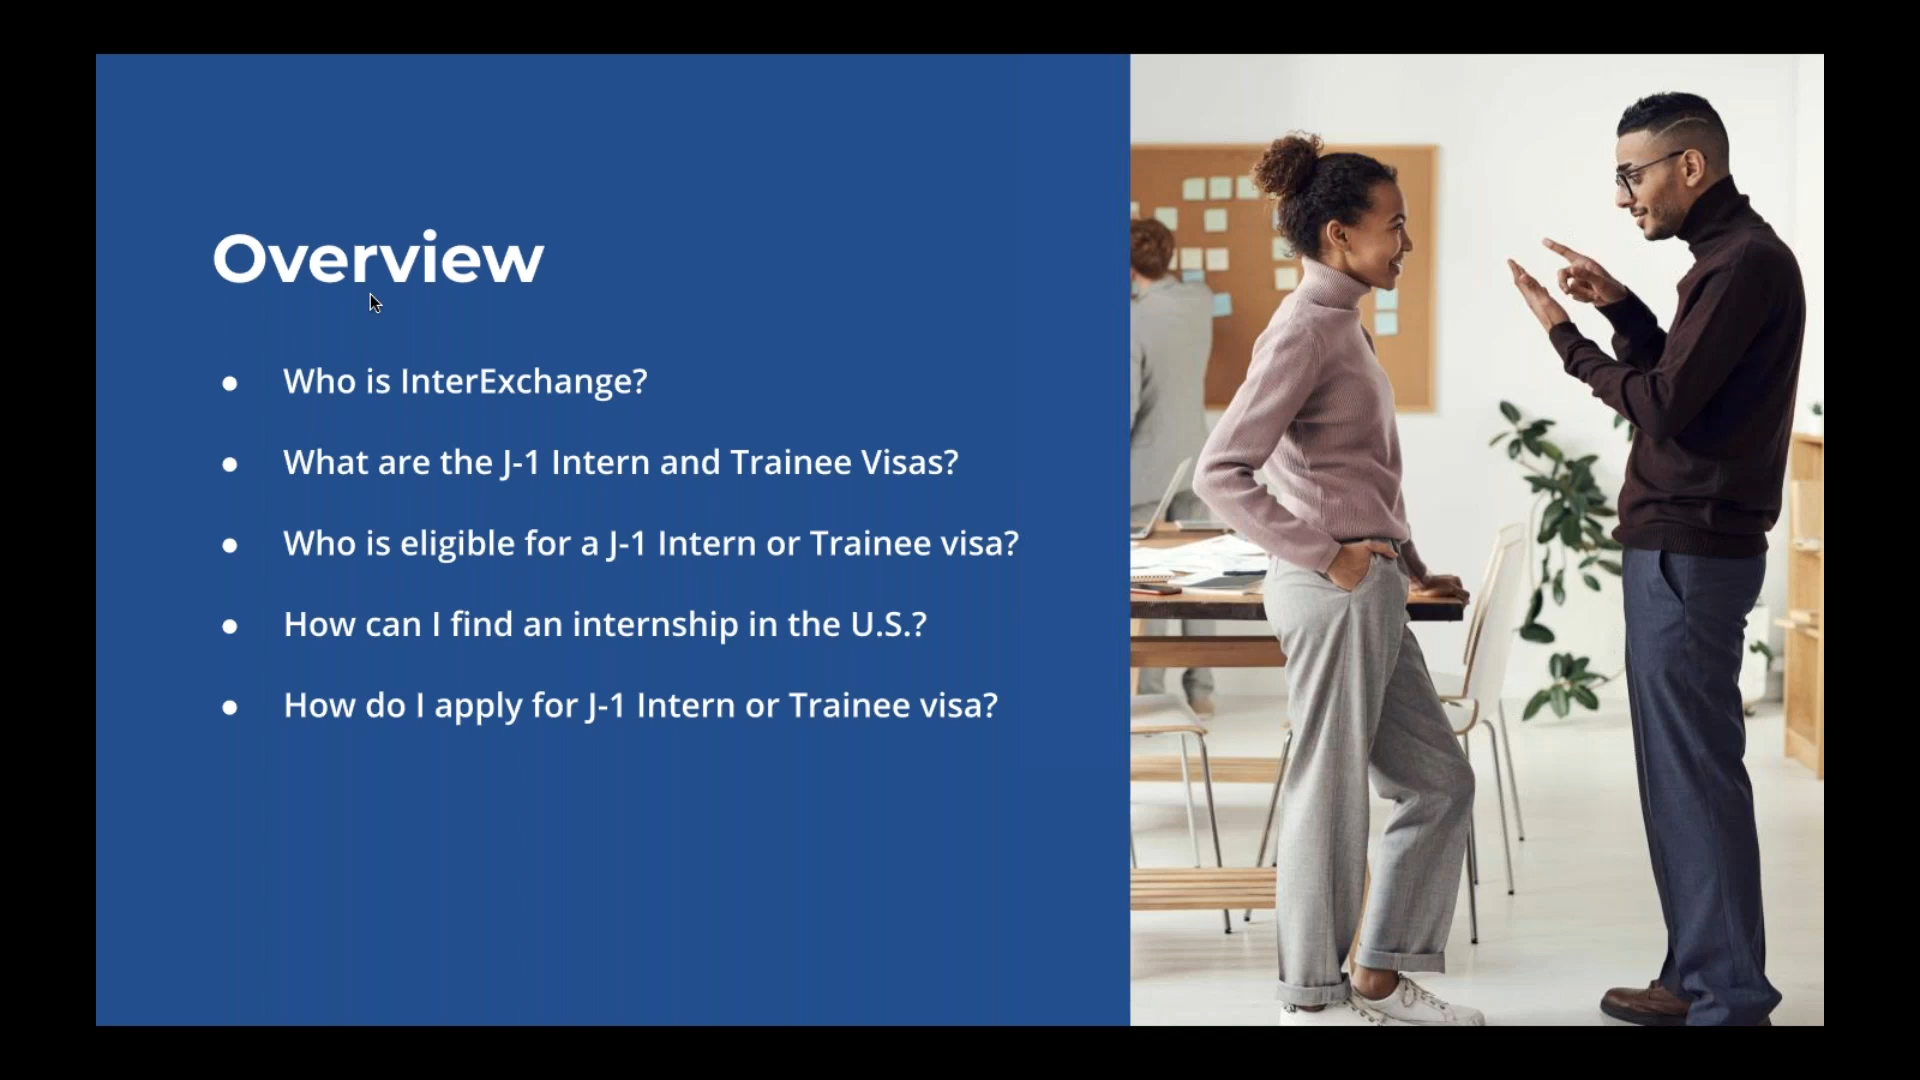 Overview
● Who is InterExchange?
● What are the J-1 Intern and Trainee Visas?
● Who is eligible for a J-1 Intern or Trainee visa?
● How can I find an internship in the U.S.?
● How do I apply for J-1 Intern or Trainee visa?